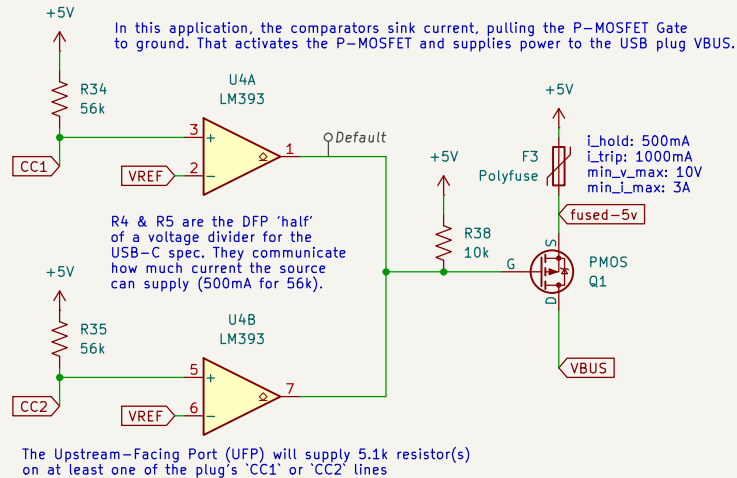 In this application, the comparators sink current, pulling the P-MOSFET Gate
to ground. That activates the P-MOSFET and supplies power to the USB plug VBUS.
+5V
R34
56k
CC1
U4A
LM393
3
+
2
-
1
VREF
Default
+5V
R38
10k
+5V
F3
Polyfuse
i_hold: 500mA
i_trip: 1000mA
min_v_max: 10V
min_i_max: 3A
fused-5v
S
G
D
PMOS
Q1
VBUS
R4 & R5 are the DFP 'half'
of a voltage divider for the
USB-C spec. They communicate
how much current the source
can supply (500mA for 56k).
+5V
R35
56k
CC2
U4B
LM393
5
+
6
-
7
VREF
The Upstream-Facing Port (UFP) will supply 5.1k resistor(s)
on at least one of the plug's `CC1` or `CC2` lines